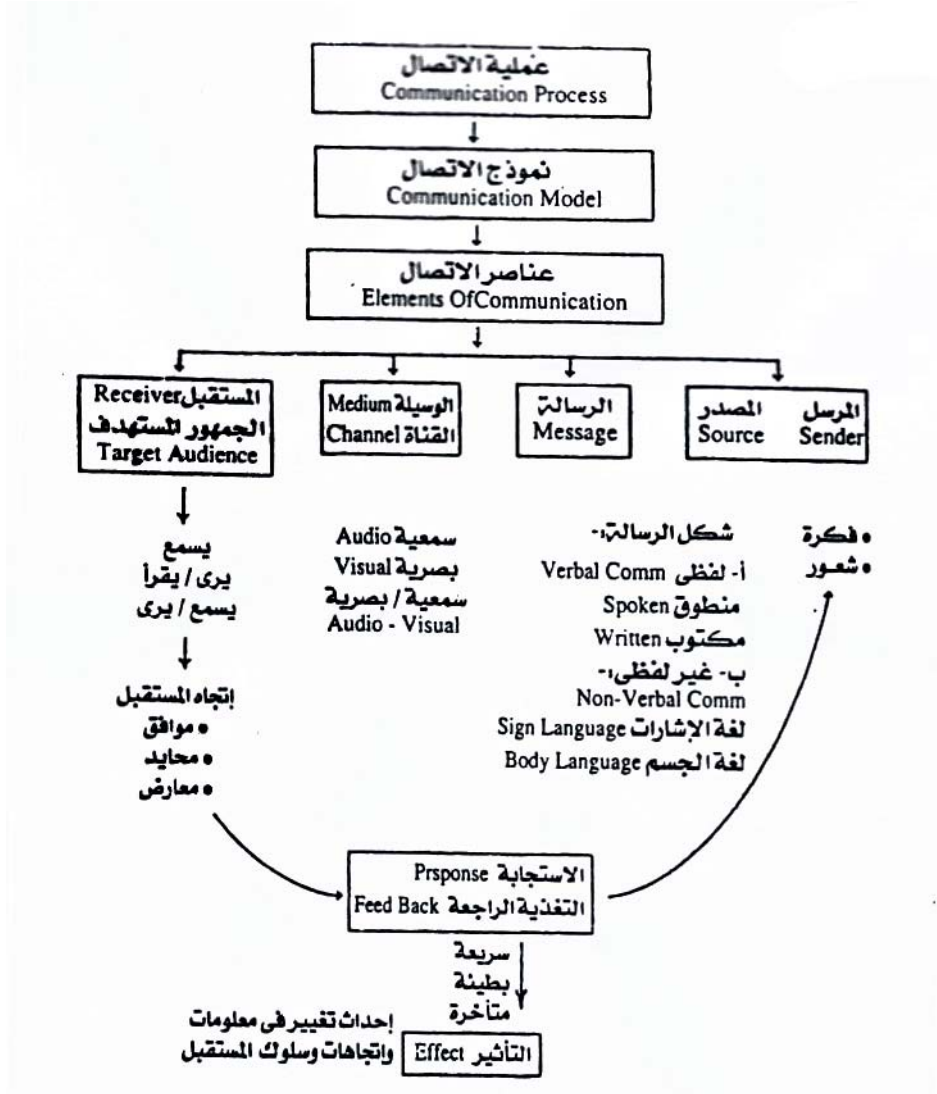 عملية الاتصال
Communication Process
نموذج الاتصال
Communication Model
عناصر الاتصال
Elements OfCommunication
المرسل المصدر
Sender Source
الرسالة
Message
الوسيلة Medium
القناة Channel
المستقبل Receiver
الجمهور المستهدف
Target Audience
• فكرة
• شعور
شكل الرسالة:-
أ- لفظى Verbal Comm
منطوق Spoken
مكتوب Written
ب- غير لفظى:-
Non-Verbal Comm
لغة الإشارات Sign Language
لغة الجسم Body Language
سمعية Audio
بصرية Visual
سمعية / بصرية
Audio - Visual
يسمع
يرى / يقرأ
يسمع / يرى
إتجاه المستقبل
• موافق
• محايد
• معارض
الاستجابة Prsponse
التغذية الراجعة Feed Back
سريعة
بطيئة
متأخرة
التأثير Effect
إحداث تغيير فى معلومات
واتجاهات وسلوك المستقبل